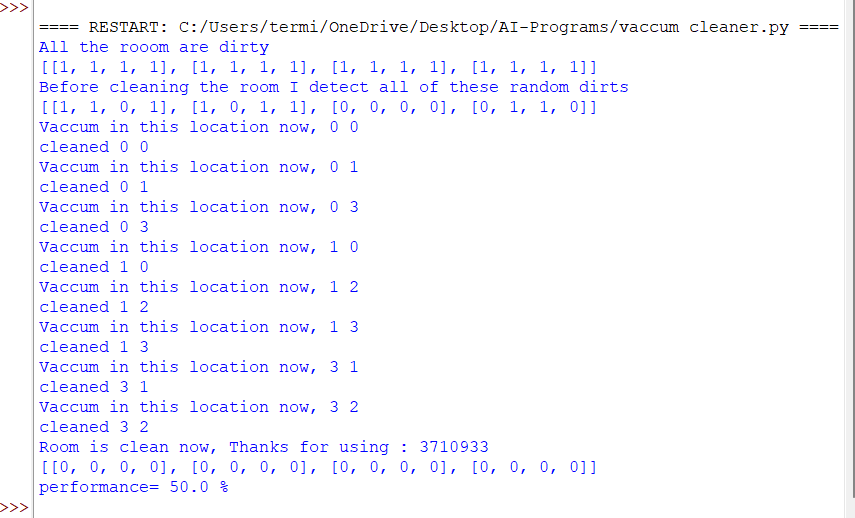 >>>
==== RESTART: C:/Users/termi/OneDrive/Desktop/AI-Programs/vaccum cleaner.py ====
All the rooom are dirty
[[1, 1, 1, 1], [1, 1, 1, 1], [1, 1, 1, 1], [1, 1, 1, 1]]
Before cleaning the room I detect all of these random dirts
[[1, 1, 0, 1], [1, 0, 1, 1], [0, 0, 0, 0], [0, 1, 1, 0]]
Vaccum in this location now, 0 0
cleaned 0 0
Vaccum in this location now, 0 1
cleaned 0 1
Vaccum in this location now, 0 3
cleaned 0 3
Vaccum in this location now, 1 0
cleaned 1 0
Vaccum in this location now, 1 2
cleaned 1 2
Vaccum in this location now, 1 3
cleaned 1 3
Vaccum in this location now, 3 1
cleaned 3 1
Vaccum in this location now, 3 2
cleaned 3 2
Room is clean now, Thanks for using : 3710933
[[0, 0, 0, 0], [0, 0, 0, 0], [0, 0, 0, 0], [0, 0, 0, 0]]
performance= 50.0 %
>>>